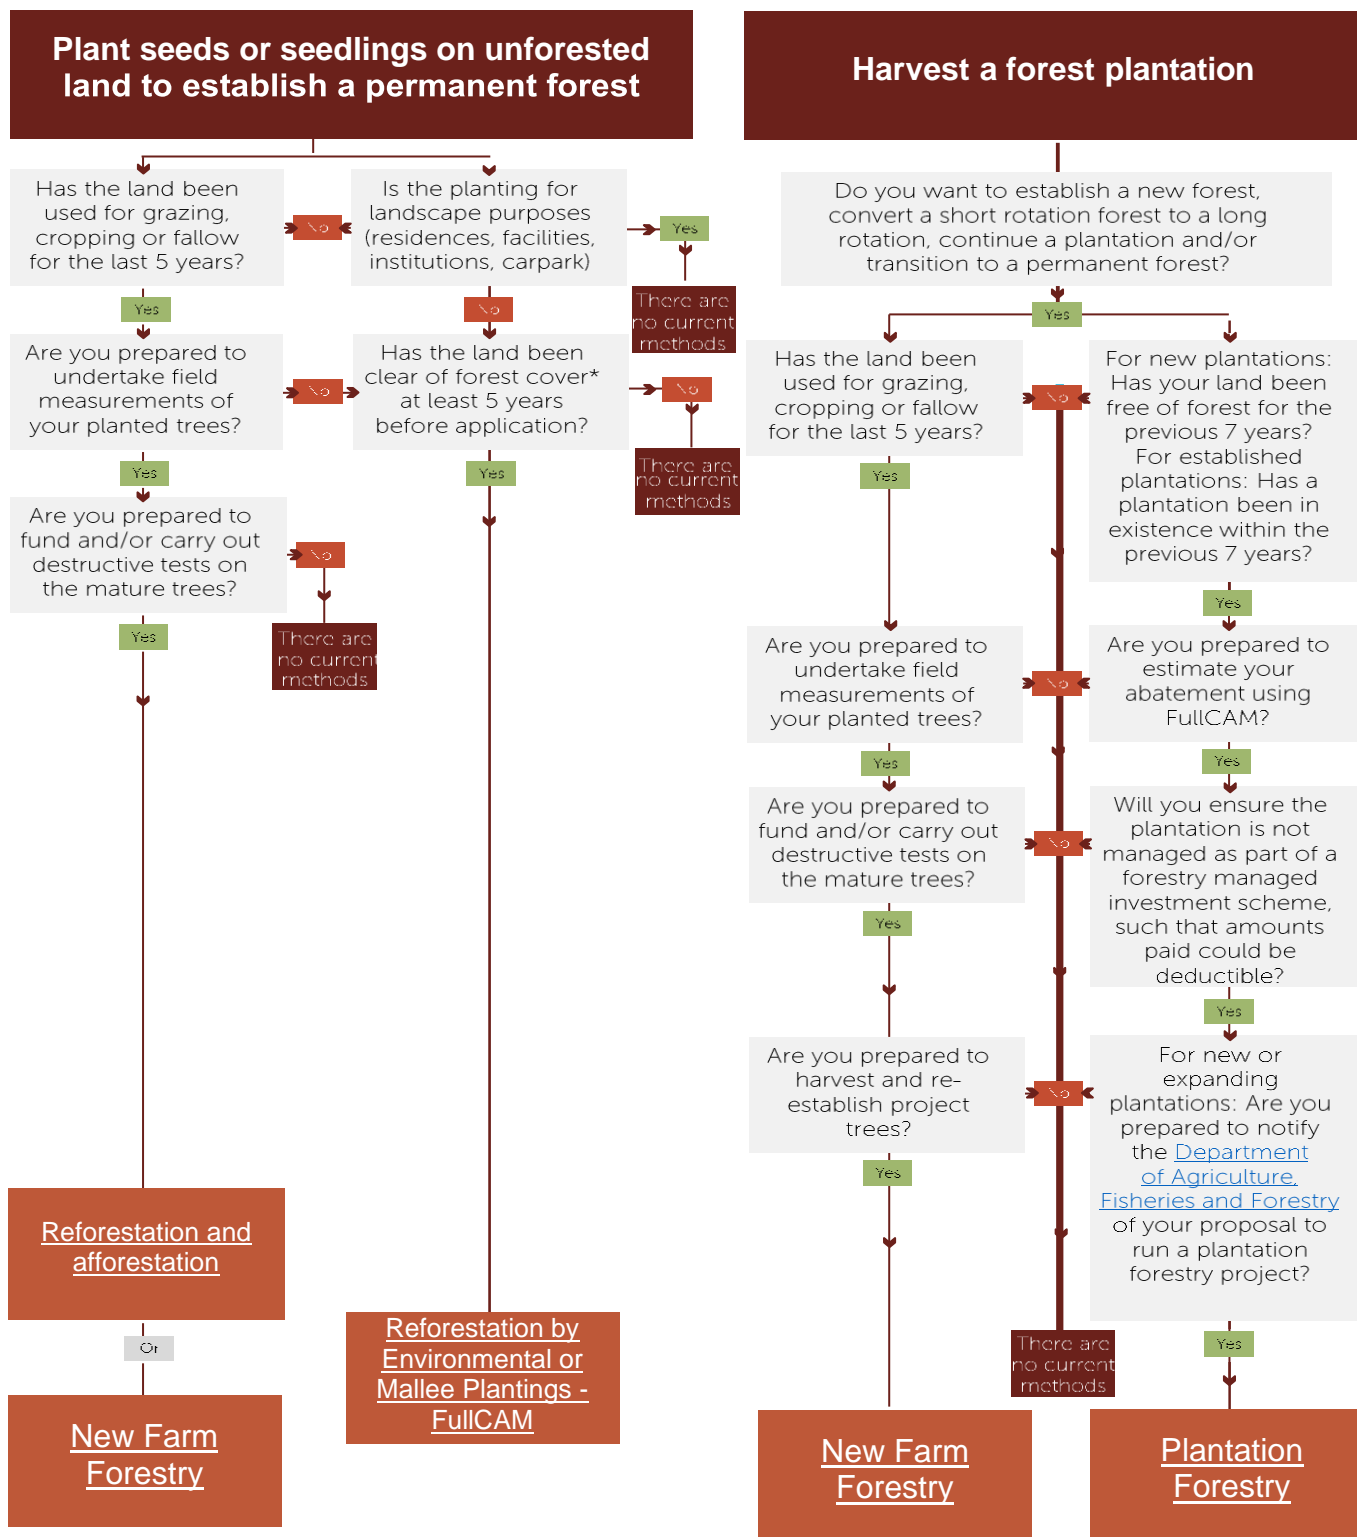 Plant seeds or seedlings on unforested
land to establish a permanent forest
Has the land been
used for grazing,
cropping or fallow
for the last 5 years?
No
Is the planting for
landscape purposes
(residences, facilities,
institutions, carpark)
Yes
There are
no current
methods
Yes
No
Are you prepared to
undertake field
measurements of
your planted trees?
No
Has the land been
clear of forest cover*
at least 5 years
before application?
No
There are
no current
methods
Yes
Yes
Are you prepared to
fund and/or carry out
destructive tests on
the mature trees?
No
There are
no current
methods
Yes
Reforestation and
afforestation
Or
New Farm
Forestry
Reforestation by
Environmental or
Mallee Plantings -
FullCAM
Harvest a forest plantation
Do you want to establish a new forest,
convert a short rotation forest to a long
rotation, continue a plantation and/or
transition to a permanent forest?
Yes
Has the land been
used for grazing,
cropping or fallow
for the last 5 years?
No
For new plantations:
Has your land been
free of forest for the
previous 7 years?
For established
plantations: Has a
plantation been in
existence within the
previous 7 years?
Yes
Yes
Are you prepared to
undertake field
measurements of
your planted trees?
No
Are you prepared to
estimate your
abatement using
FullCAM?
Yes
Yes
Are you prepared to
fund and/or carry out
destructive tests on
the mature trees?
No
Will you ensure the
plantation is not
managed as part of a
forestry managed
investment scheme,
such that amounts
paid could be
deductible?
Yes
Yes
Are you prepared to
harvest and re-
establish project
trees?
No
For new or
expanding
plantations: Are you
prepared to notify
the Department
of Agriculture,
Fisheries and Forestry
of your proposal to
run a plantation
forestry project?
Yes
There are
no current
methods
Yes
New Farm
Forestry
Plantation
Forestry